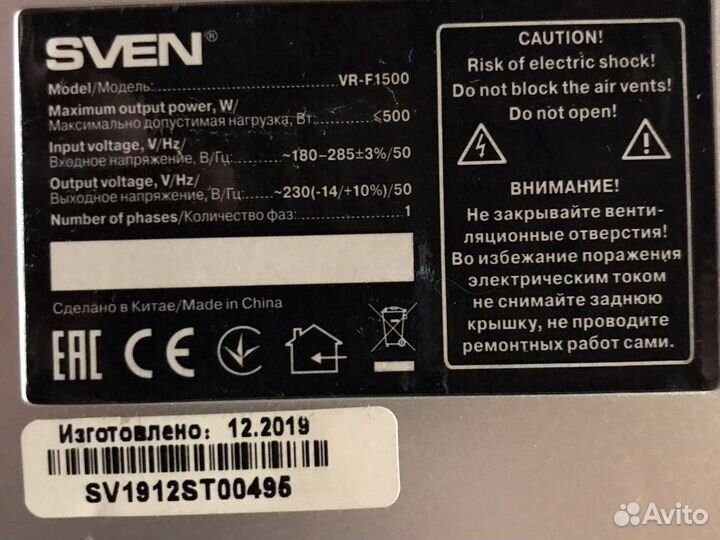 SVEN®
Model/Модель: VR-F1500
Maximum output power, W/
Максимально допустимая нагрузка, Вт: ≤500
Input voltage, V/Hz/
Входное напряжение, В/Гц: ~180-285±3%/50
Output voltage, V/Hz/
Выходное напряжение, В/Гц: ~230(-14/+10%)/50
Number of phases/Количество фаз: 1
Сделано в Китае/Made in China
EAC CE
CAUTION!
Risk of electric shock!
Do not block the air vents!
Do not open!
ВНИМАНИЕ!
Не закрывайте венти-
ляционные отверстия!
Во избежание поражения
электрическим током
не снимайте заднюю
крышку, не проводите
ремонтных работ сами.
Изготовлено: 12.2019
SV1912ST00495
Avito